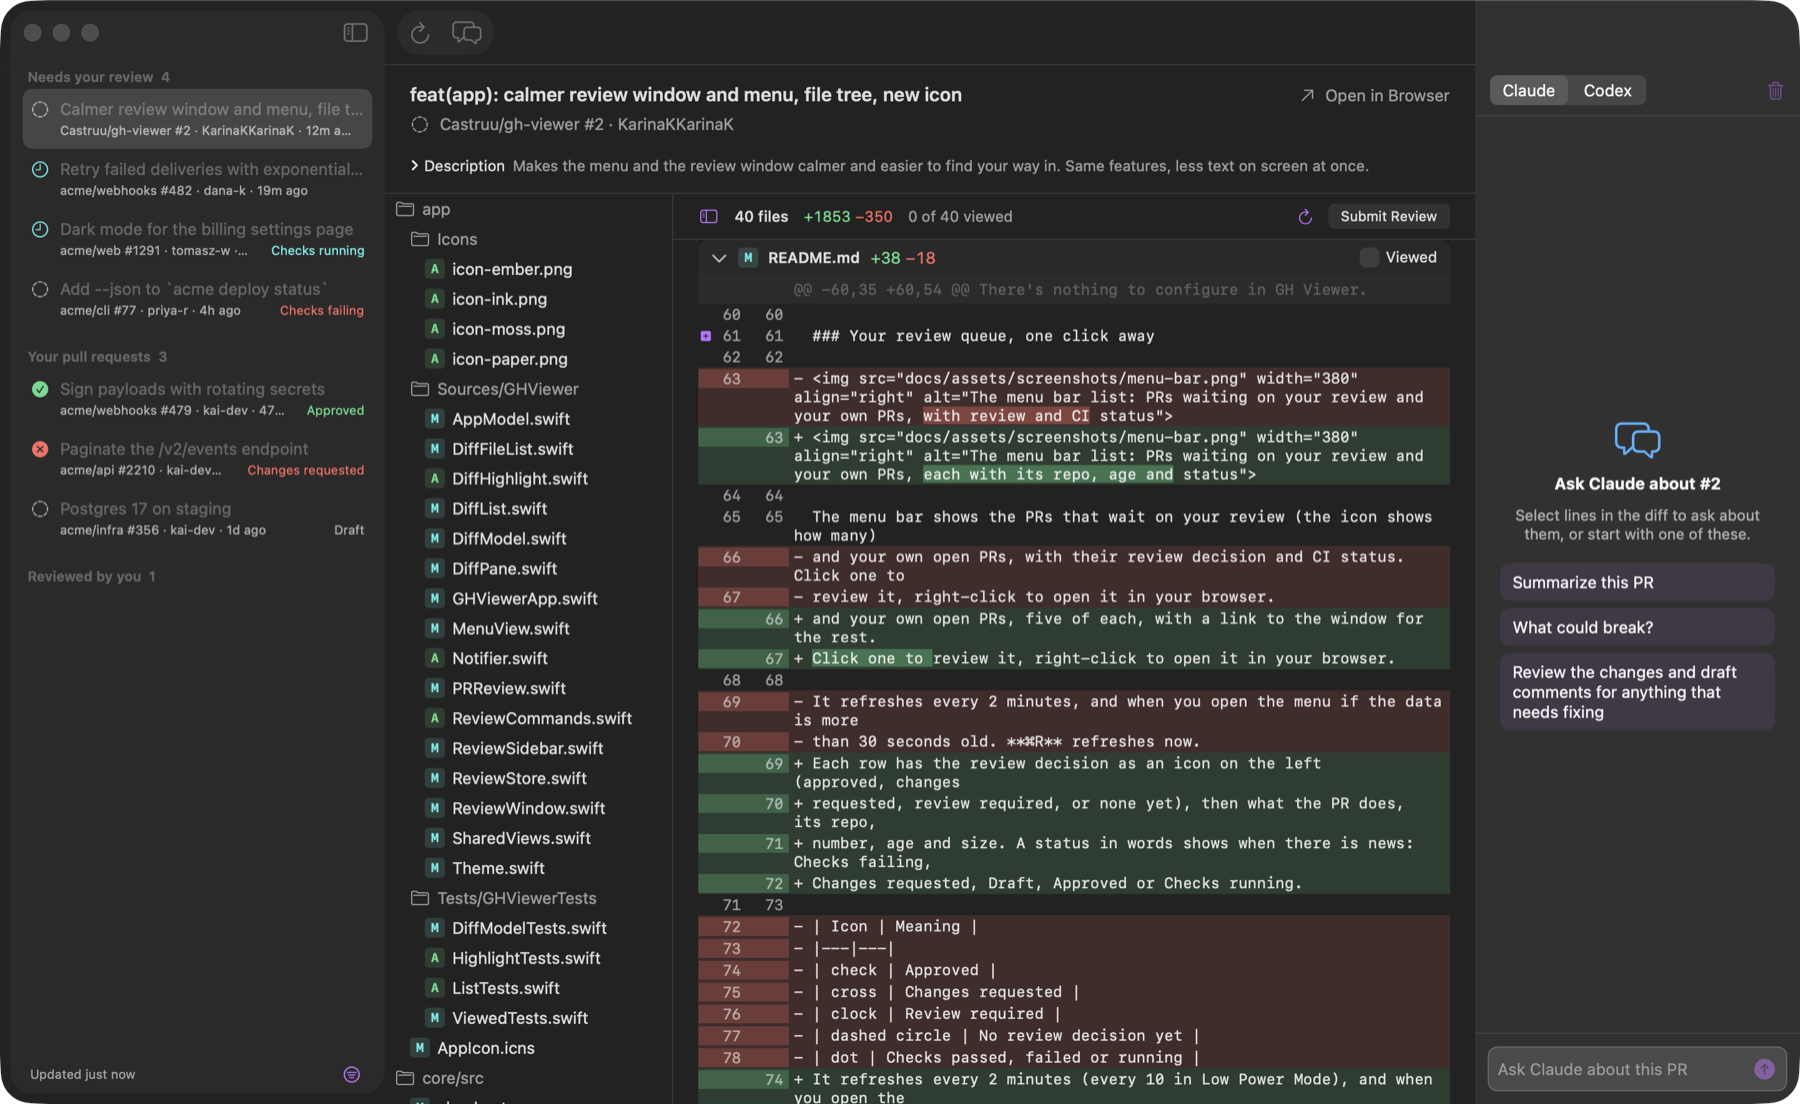 Needs your review 4
Calmer review window and menu, file t...
Castruu/gh-viewer #2 · KarinaKKarinaK · 12m a...
Retry failed deliveries with exponential...
acme/webhooks #482 · dana-k · 19m ago
Dark mode for the billing settings page
acme/web #1291 · tomasz-w ·... Checks running
Add --json to `acme deploy status`
acme/cli #77 · priya-r · 4h ago Checks failing
Your pull requests 3
Sign payloads with rotating secrets
acme/webhooks #479 · kai-dev · 47... Approved
Paginate the /v2/events endpoint
acme/api #2210 · kai-dev... Changes requested
Postgres 17 on staging
acme/infra #356 · kai-dev · 1d ago Draft
Reviewed by you 1
Updated just now
feat(app): calmer review window and menu, file tree, new icon
Open in Browser
Castruu/gh-viewer #2 · KarinaKKarinaK
Description Makes the menu and the review window calmer and easier to find your way in. Same features, less text on screen at once.
app
Icons
A icon-ember.png
A icon-ink.png
A icon-moss.png
A icon-paper.png
Sources/GHViewer
M AppModel.swift
M DiffFileList.swift
A DiffHighlight.swift
M DiffList.swift
M DiffModel.swift
M DiffPane.swift
M GHViewerApp.swift
M MenuView.swift
A Notifier.swift
M PRReview.swift
A ReviewCommands.swift
M ReviewSidebar.swift
M ReviewStore.swift
M ReviewWindow.swift
M SharedViews.swift
M Theme.swift
Tests/GHViewerTests
M DiffModelTests.swift
A HighlightTests.swift
A ListTests.swift
M ViewedTests.swift
M AppIcon.icns
core/src
40 files +1853 −350 0 of 40 viewed
Submit Review
M README.md +38 −18
Viewed
@@ -60,35 +60,54 @@ There's nothing to configure in GH Viewer.
60 60
61 61 ### Your review queue, one click away
62 62
63 - <img src="docs/assets/screenshots/menu-bar.png" width="380"
align="right" alt="The menu bar list: PRs waiting on your review and
your own PRs, with review and CI status">
63 + <img src="docs/assets/screenshots/menu-bar.png" width="380"
align="right" alt="The menu bar list: PRs waiting on your review and
your own PRs, each with its repo, age and status">
64 64
65 65 The menu bar shows the PRs that wait on your review (the icon shows
how many)
66 - and your own open PRs, with their review decision and CI status.
Click one to
67 - review it, right-click to open it in your browser.
66 + and your own open PRs, five of each, with a link to the window for
the rest.
67 + Click one to review it, right-click to open it in your browser.
68 68
69 - It refreshes every 2 minutes, and when you open the menu if the data
is more
70 - than 30 seconds old. **⌘R** refreshes now.
69 + Each row has the review decision as an icon on the left
(approved, changes
70 + requested, review required, or none yet), then what the PR does,
its repo,
71 + number, age and size. A status in words shows when there is news:
Checks failing,
72 + Changes requested, Draft, Approved or Checks running.
71 73
72 - | Icon | Meaning |
73 - |---|---|
74 - | check | Approved |
75 - | cross | Changes requested |
76 - | clock | Review required |
77 - | dashed circle | No review decision yet |
78 - | dot | Checks passed, failed or running |
74 + It refreshes every 2 minutes (every 10 in Low Power Mode), and when
you open the
Claude Codex
Ask Claude about #2
Select lines in the diff to ask about
them, or start with one of these.
Summarize this PR
What could break?
Review the changes and draft
comments for anything that
needs fixing
Ask Claude about this PR